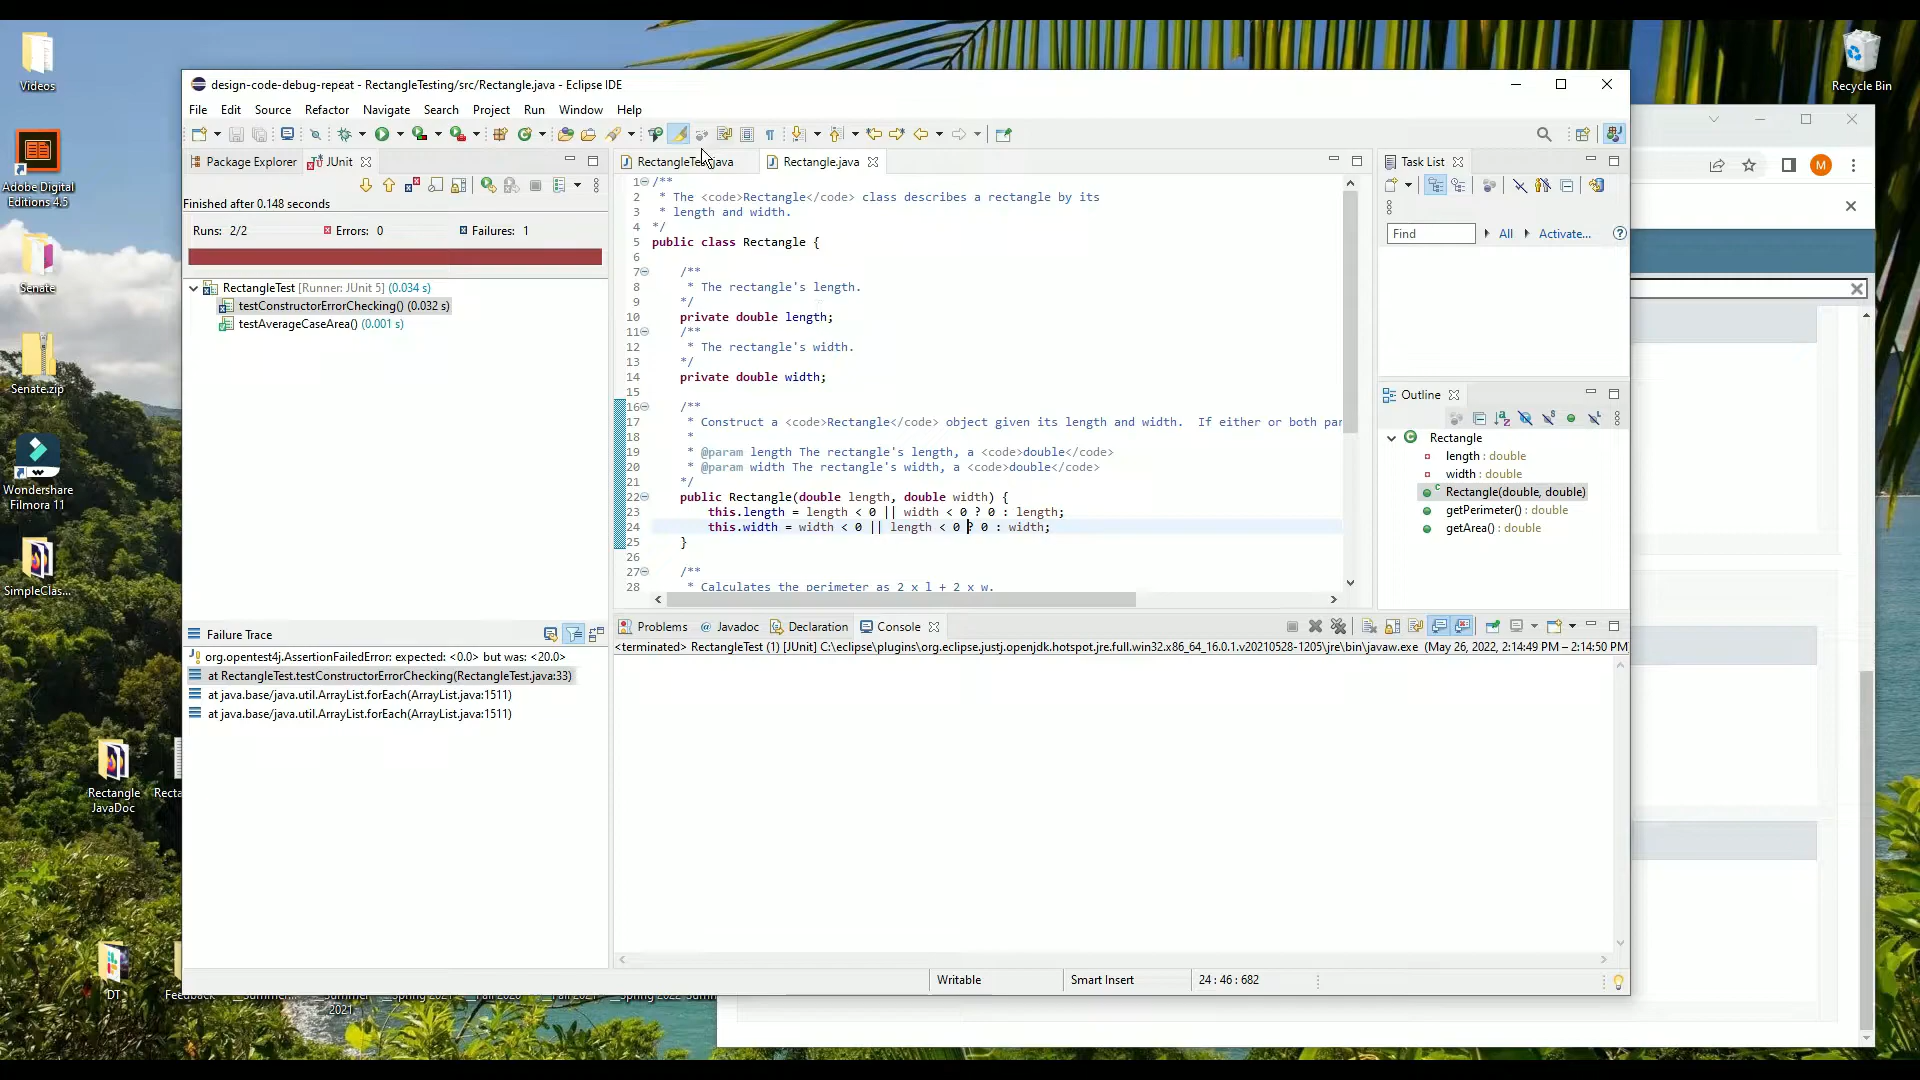 Videos
Adobe Digital
Editions 4.5
Senate
Senate.zip
Wondershare
Filmora 11
SimpleClas...
Rectangle
JavaDoc
Recta
DT
Recycle Bin
design-code-debug-repeat - RectangleTesting/src/Rectangle.java - Eclipse IDE
File Edit Source Refactor Navigate Search Project Run Window Help
Package Explorer JUnit
Finished after 0.148 seconds
Runs: 2/2 Errors: 0 Failures: 1
RectangleTest [Runner: JUnit 5] (0.034 s)
testConstructorErrorChecking() (0.032 s)
testAverageCaseArea() (0.001 s)
Failure Trace
org.opentest4j.AssertionFailedError: expected: <0.0> but was: <20.0>
at RectangleTest.testConstructorErrorChecking(RectangleTest.java:33)
at java.base/java.util.ArrayList.forEach(ArrayList.java:1511)
at java.base/java.util.ArrayList.forEach(ArrayList.java:1511)
RectangleTest.java Rectangle.java
1 /**
2 * The <code>Rectangle</code> class describes a rectangle by its
3 * length and width.
4 */
5 public class Rectangle {
6
7 /**
8 * The rectangle's length.
9 */
10 private double length;
11 /**
12 * The rectangle's width.
13 */
14 private double width;
15
16 /**
17 * Construct a <code>Rectangle</code> object given its length and width.  If either or both par
18 *
19 * @param length The rectangle's length, a <code>double</code>
20 * @param width The rectangle's width, a <code>double</code>
21 */
22 public Rectangle(double length, double width) {
23 this.length = length < 0 || width < 0 ? 0 : length;
24 this.width = width < 0 || length < 0 ? 0 : width;
25 }
26
27 /**
28 * Calculates the perimeter as 2 x l + 2 x w.
Problems Javadoc Declaration Console
<terminated> RectangleTest (1) [JUnit] C:\eclipse\plugins\org.eclipse.justj.openjdk.hotspot.jre.full.win32.x86_64_16.0.1.v20210528-1205\jre\bin\javaw.exe (May 26, 2022, 2:14:49 PM – 2:14:50 PM
Task List
Find All Activate...
Outline
Rectangle
length : double
width : double
Rectangle(double, double)
getPerimeter() : double
getArea() : double
Writable Smart Insert 24 : 46 : 682
M
2021